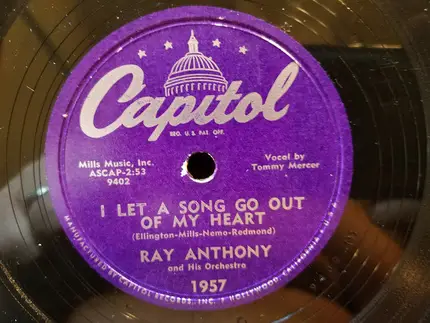 Capitol
REG. U.S. PAT. OFF.
Mills Music, Inc.
ASCAP-2:53
9402
Vocal by
Tommy Mercer
I LET A SONG GO OUT
OF MY HEART
(Ellington-Mills-Nemo-Redmond)
RAY ANTHONY
and His Orchestra
1957
MANUFACTURED BY CAPITOL RECORDS, INC. • HOLLYWOOD, CALIFORNIA • U.S.A.